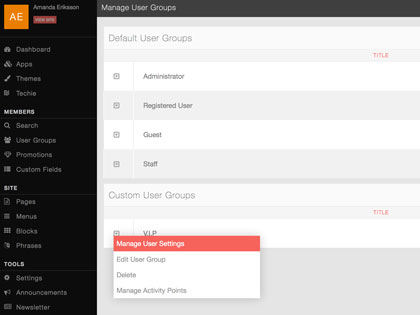 AE
Amanda Eriksson
VIEW SITE
Manage User Groups
Dashboard
Apps
Themes
Techie
MEMBERS
Search
User Groups
Promotions
Custom Fields
SITE
Pages
Menus
Blocks
Phrases
TOOLS
Settings
Announcements
Newsletter
Default User Groups
TITLE
Administrator
Registered User
Guest
Staff
Custom User Groups
TITLE
V.I.P
Manage User Settings
Edit User Group
Delete
Manage Activity Points